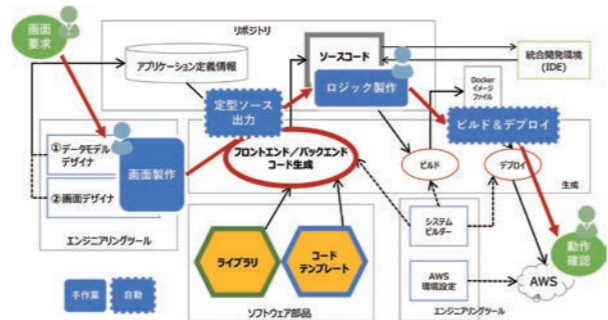 画面
要求
リポジトリ
アプリケーション定義情報
ソースコード
ロジック製作
統合開発環境
(IDE)
Docker
イメージ
ファイル
定型ソース
出力
ビルド＆デプロイ
①データモデル
デザイナ
②画面デザイナ
画面製作
エンジニアリングツール
フロントエンド／バックエンド
コード生成
ビルド
デプロイ
生成
ライブラリ
コード
テンプレート
ソフトウェア部品
システム
ビルダー
AWS
環境設定
エンジニアリングツール
AWS
動作
確認
手作業
自動